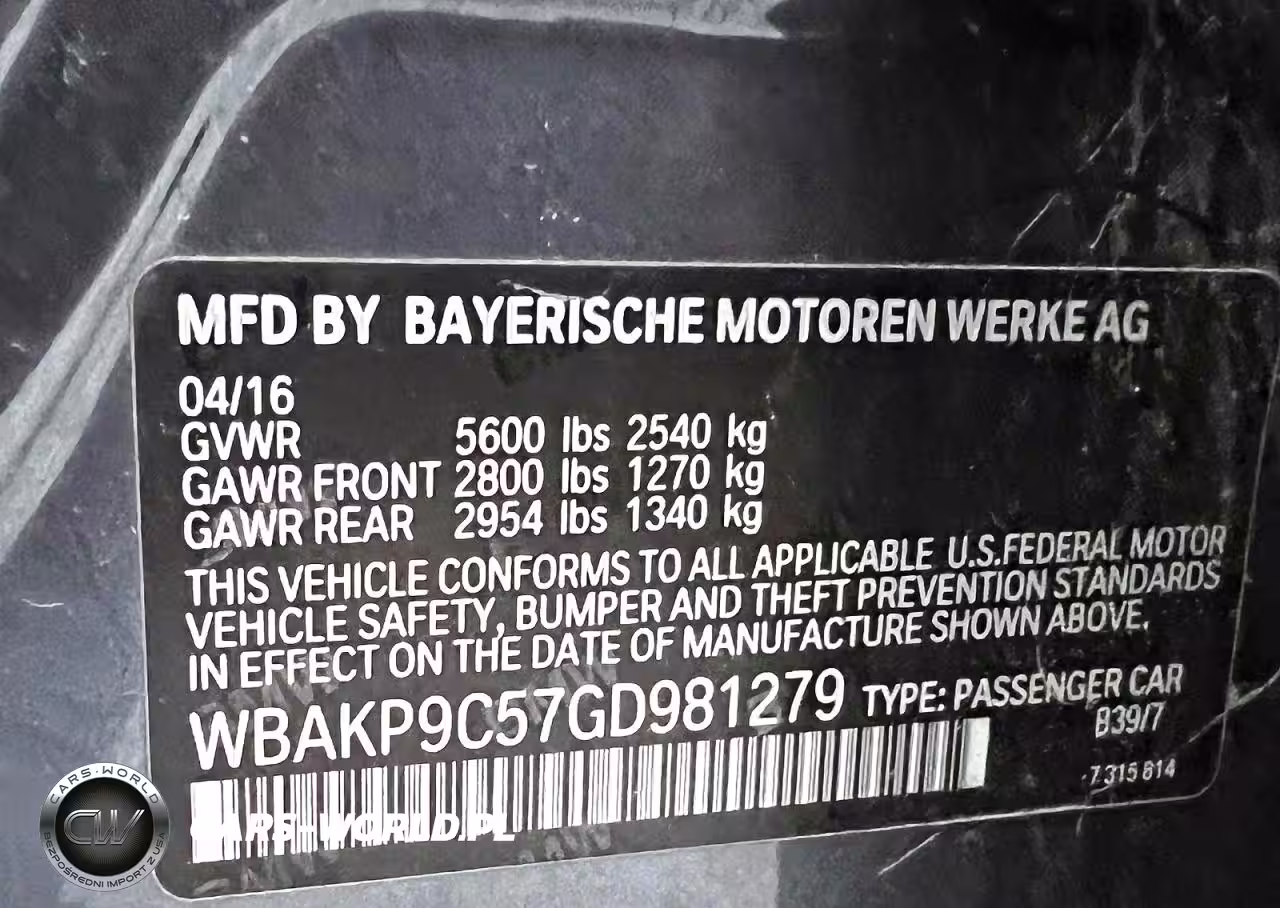 MFD BY BAYERISCHE MOTOREN WERKE AG
04/16
GVWR 5600 lbs 2540 kg
GAWR FRONT 2800 lbs 1270 kg
GAWR REAR 2954 lbs 1340 kg
THIS VEHICLE CONFORMS TO ALL APPLICABLE U.S.FEDERAL MOTOR
VEHICLE SAFETY, BUMPER AND THEFT PREVENTION STANDARDS
IN EFFECT ON THE DATE OF MANUFACTURE SHOWN ABOVE.
WBAKP9C57GD981279 TYPE: PASSENGER CAR
B39/7
7 315 814
CARS-WORLD.PL
CARS-WORLD
CW
BEZPOŚREDNI IMPORT Z USA